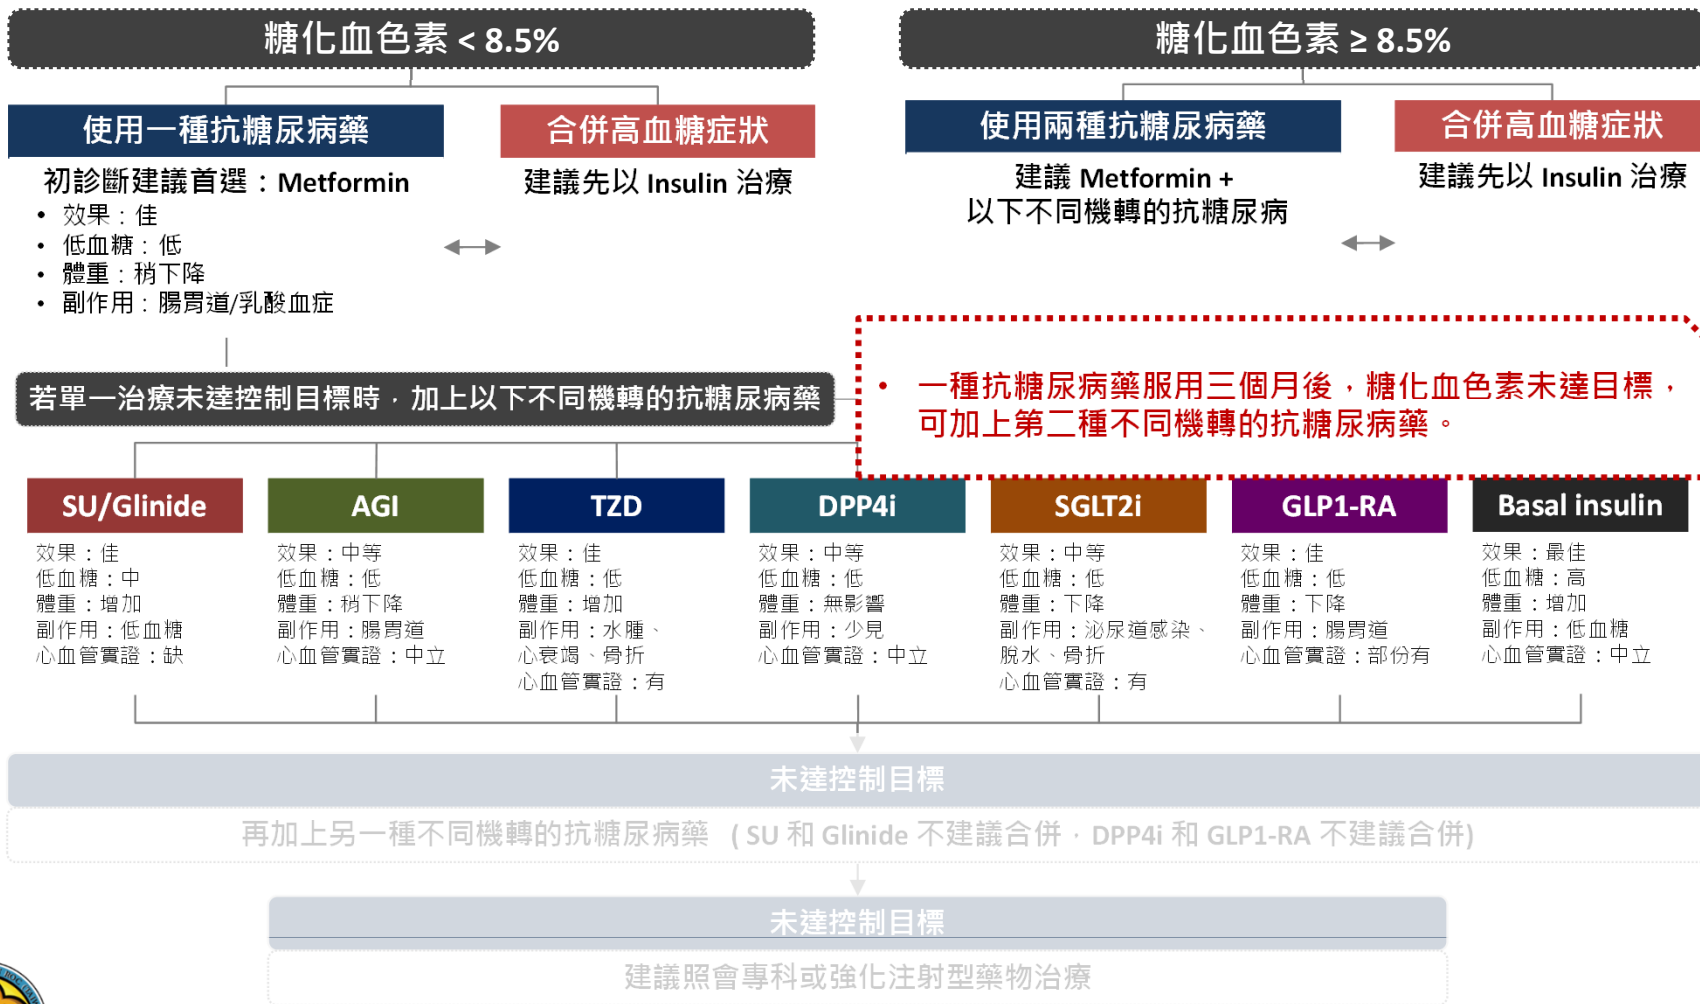 糖化血色素 < 8.5%
糖化血色素 ≥ 8.5%
使用一種抗糖尿病藥
合併高血糖症狀
使用兩種抗糖尿病藥
合併高血糖症狀
初診斷建議首選：Metformin
• 效果：佳
• 低血糖：低
• 體重：稍下降
• 副作用：腸胃道/乳酸血症
建議先以 Insulin 治療
建議 Metformin +
以下不同機轉的抗糖尿病
建議先以 Insulin 治療
若單一治療未達控制目標時，加上以下不同機轉的抗糖尿病藥
• 一種抗糖尿病藥服用三個月後，糖化血色素未達目標，
可加上第二種不同機轉的抗糖尿病藥。
SU/Glinide
效果：佳
低血糖：中
體重：增加
副作用：低血糖
心血管實證：缺
AGI
效果：中等
低血糖：低
體重：稍下降
副作用：腸胃道
心血管實證：中立
TZD
效果：佳
低血糖：低
體重：增加
副作用：水腫、
心衰竭、骨折
心血管實證：有
DPP4i
效果：中等
低血糖：低
體重：無影響
副作用：少見
心血管實證：中立
SGLT2i
效果：中等
低血糖：低
體重：下降
副作用：泌尿道感染、
脫水、骨折
心血管實證：有
GLP1-RA
效果：佳
低血糖：低
體重：下降
副作用：腸胃道
心血管實證：部份有
Basal insulin
效果：最佳
低血糖：高
體重：增加
副作用：低血糖
心血管實證：中立
未達控制目標
再加上另一種不同機轉的抗糖尿病藥 ( SU 和 Glinide 不建議合併，DPP4i 和 GLP1-RA 不建議合併)
未達控制目標
建議照會專科或強化注射型藥物治療